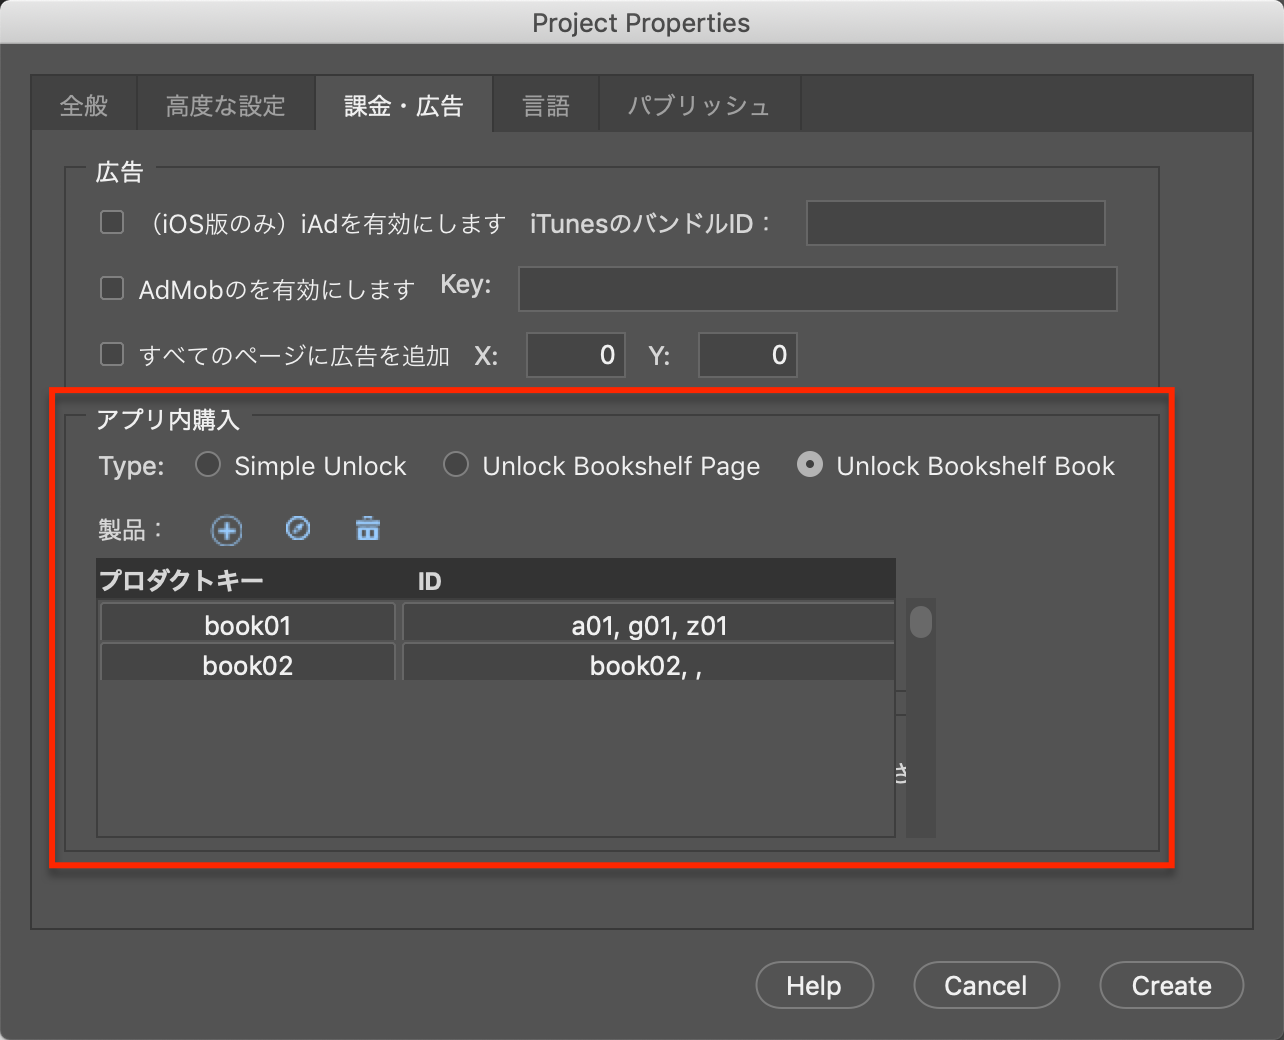 Project Properties
全般 高度な設定 課金・広告 言語 パブリッシュ
広告
（iOS版のみ）iAdを有効にします iTunesのバンドルID：
AdMobのを有効にします Key:
すべてのページに広告を追加 X: 0 Y: 0
アプリ内購入
Type: Simple Unlock Unlock Bookshelf Page Unlock Bookshelf Book
製品：
プロダクトキー ID
book01 a01, g01, z01
book02 book02, ,
さ
Help Cancel Create